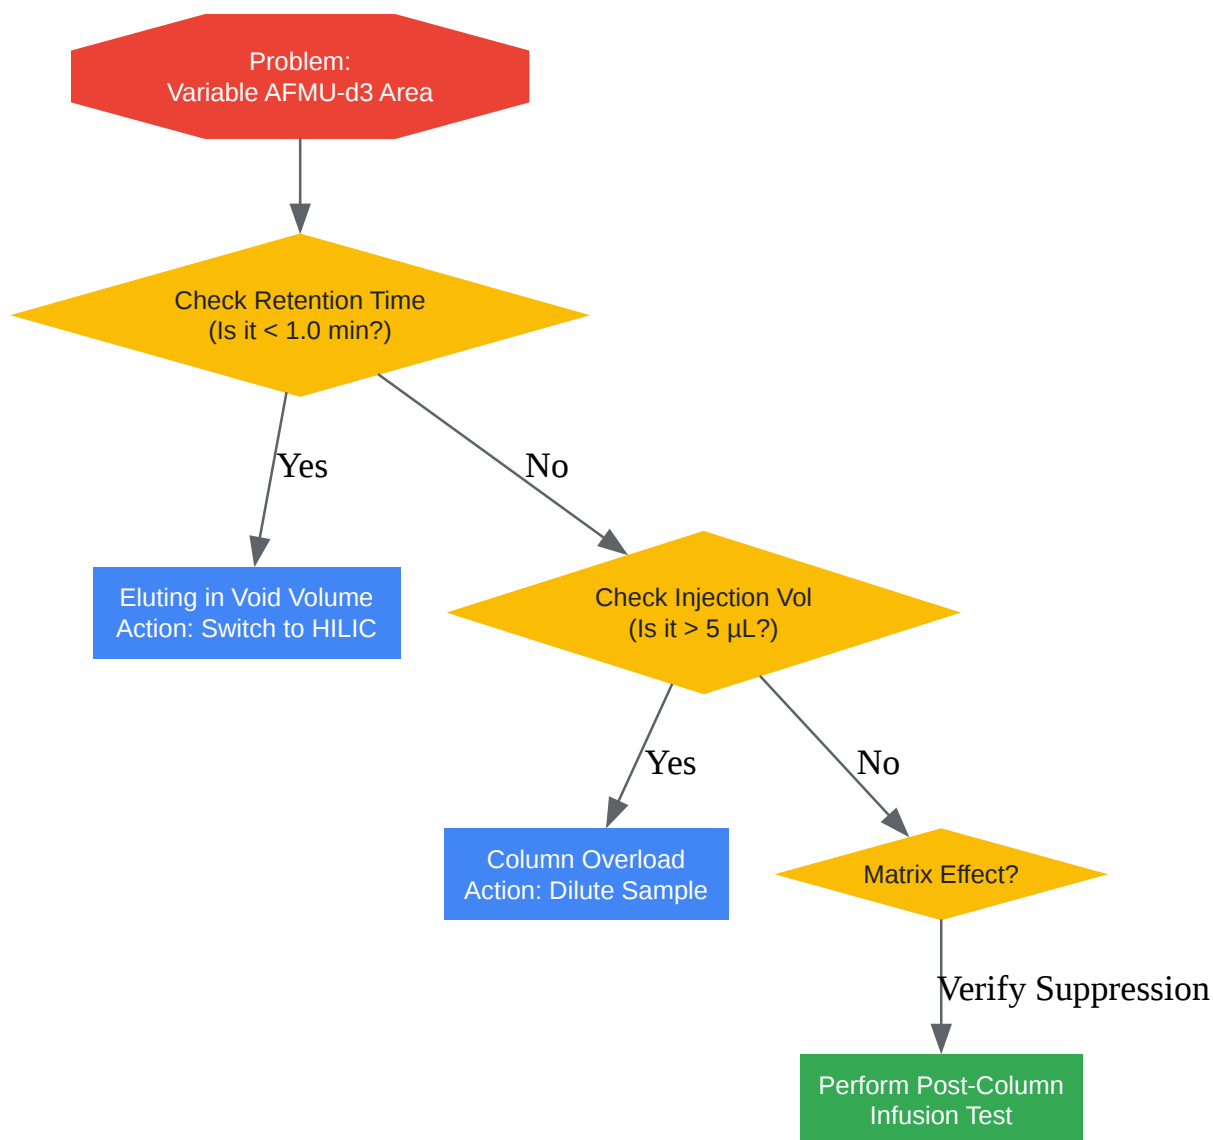 Problem:
Variable AFMU-d3 Area
Check Retention Time
(Is it < 1.0 min?)
Yes
No
Eluting in Void Volume
Action: Switch to HILIC
Check Injection Vol
(Is it > 5 µL?)
Yes
No
Column Overload
Action: Dilute Sample
Matrix Effect?
Verify Suppression
Perform Post-Column
Infusion Test